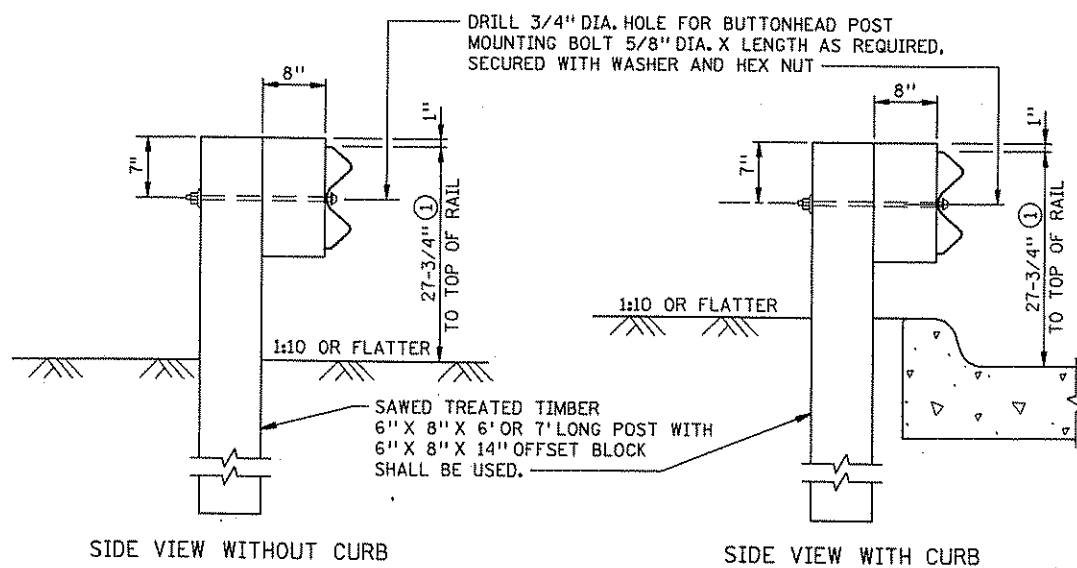 DRILL 3/4" DIA. HOLE FOR BUTTONHEAD POST
MOUNTING BOLT 5/8" DIA. X LENGTH AS REQUIRED,
SECURED WITH WASHER AND HEX NUT
8"
1"
7"
27-3/4" ①
TO TOP OF RAIL
1:10 OR FLATTER
8"
1"
7"
27-3/4" ①
TO TOP OF RAIL
1:10 OR FLATTER
SAWED TREATED TIMBER
6" X 8" X 6' OR 7' LONG POST WITH
6" X 8" X 14" OFFSET BLOCK
SHALL BE USED.
SIDE VIEW WITHOUT CURB
SIDE VIEW WITH CURB